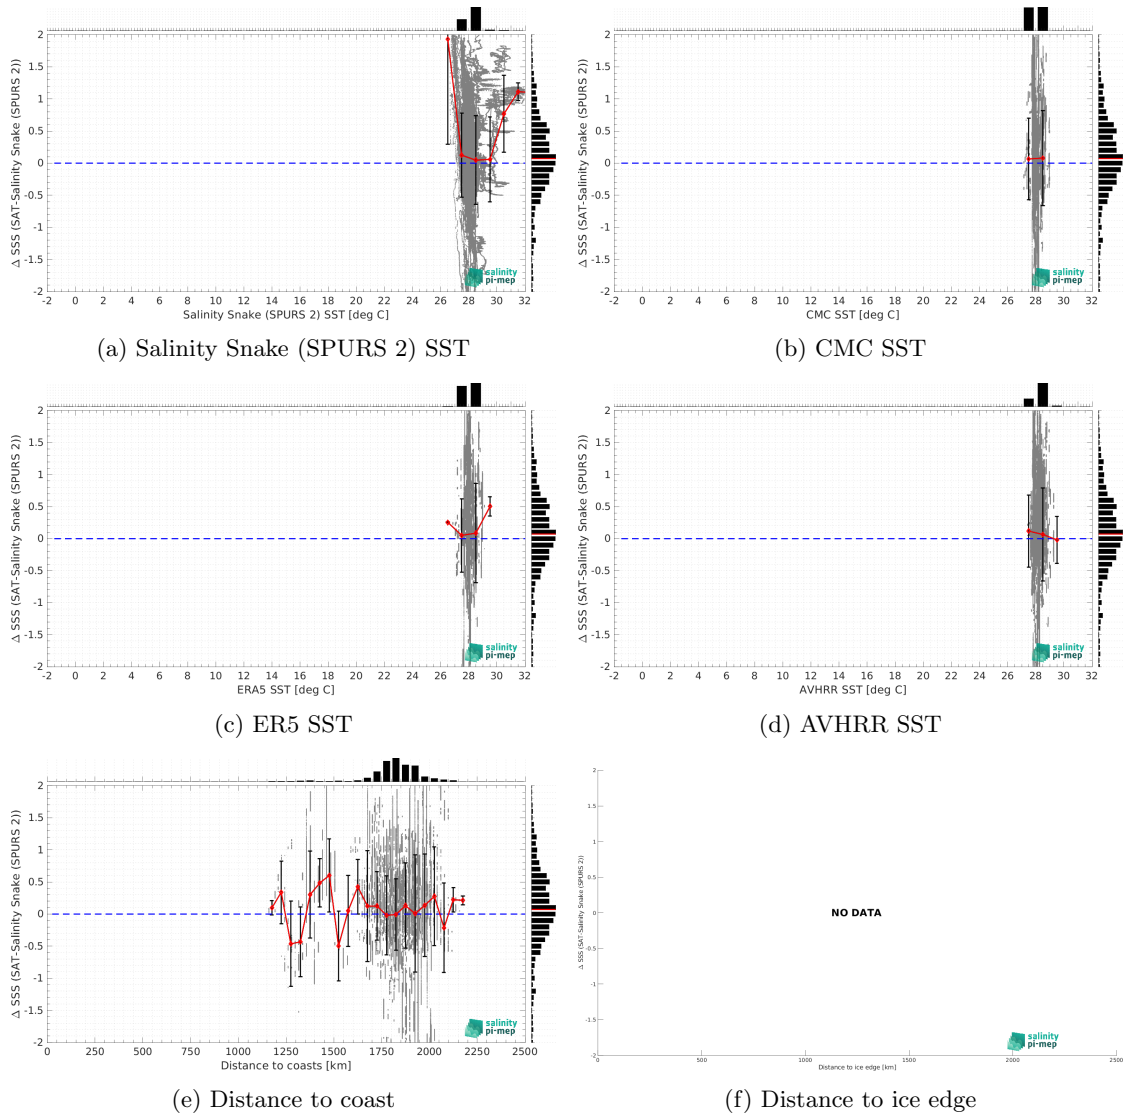 2
1.5
1
0.5
0
-0.5
-1
-1.5
-2
Δ SSS (SAT-Salinity Snake (SPURS 2))
-2 0 2 4 6 8 10 12 14 16 18 20 22 24 26 28 30 32
Salinity Snake (SPURS 2) SST [deg C]
salinity
pi-mep
(a) Salinity Snake (SPURS 2) SST
2
1.5
1
0.5
0
-0.5
-1
-1.5
-2
Δ SSS (SAT-Salinity Snake (SPURS 2))
-2 0 2 4 6 8 10 12 14 16 18 20 22 24 26 28 30 32
CMC SST [deg C]
salinity
pi-mep
(b) CMC SST
2
1.5
1
0.5
0
-0.5
-1
-1.5
-2
Δ SSS (SAT-Salinity Snake (SPURS 2))
-2 0 2 4 6 8 10 12 14 16 18 20 22 24 26 28 30 32
ERA5 SST [deg C]
salinity
pi-mep
(c) ER5 SST
2
1.5
1
0.5
0
-0.5
-1
-1.5
-2
Δ SSS (SAT-Salinity Snake (SPURS 2))
-2 0 2 4 6 8 10 12 14 16 18 20 22 24 26 28 30 32
AVHRR SST [deg C]
salinity
pi-mep
(d) AVHRR SST
2
1.5
1
0.5
0
-0.5
-1
-1.5
-2
Δ SSS (SAT-Salinity Snake (SPURS 2))
0 250 500 750 1000 1250 1500 1750 2000 2250 2500
Distance to coasts [km]
salinity
pi-mep
(e) Distance to coast
2
1.5
1
0.5
0
-0.5
-1
-1.5
-2
Δ SSS (SAT-Salinity Snake (SPURS 2))
NO DATA
0 500 1000 1500 2000 2500
Distance to ice edge [km]
salinity
pi-mep
(f) Distance to ice edge